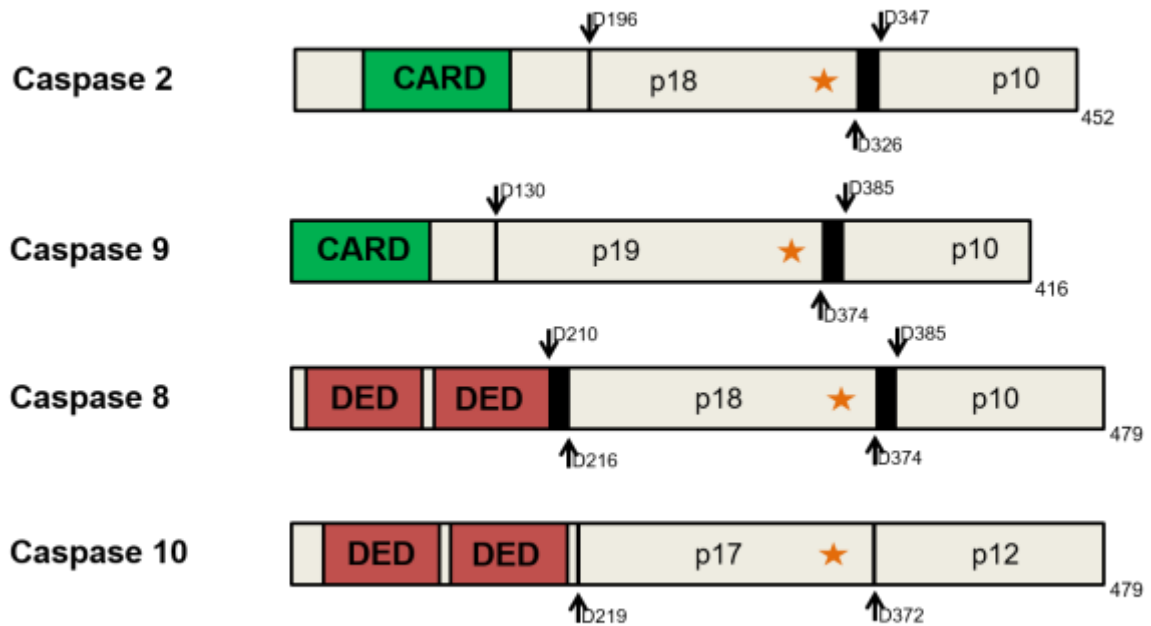 D196 D347
Caspase 2 CARD p18 p10
452
D326
D130 D385
Caspase 9 CARD p19 p10
416
D374
D210 D385
Caspase 8 DED DED p18 p10
479
D216 D374
Caspase 10 DED DED p17 p12
479
D219 D372